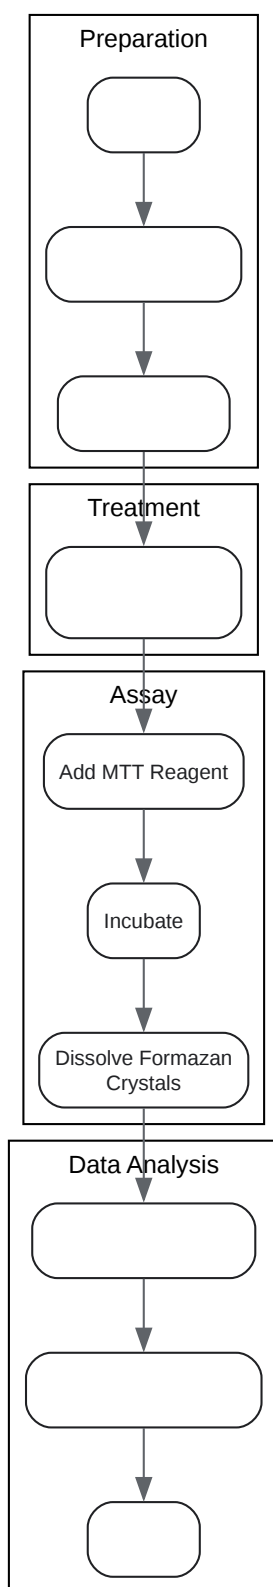 Preparation
Treatment
Assay
Add MTT Reagent
Incubate
Dissolve Formazan
Crystals
Data Analysis